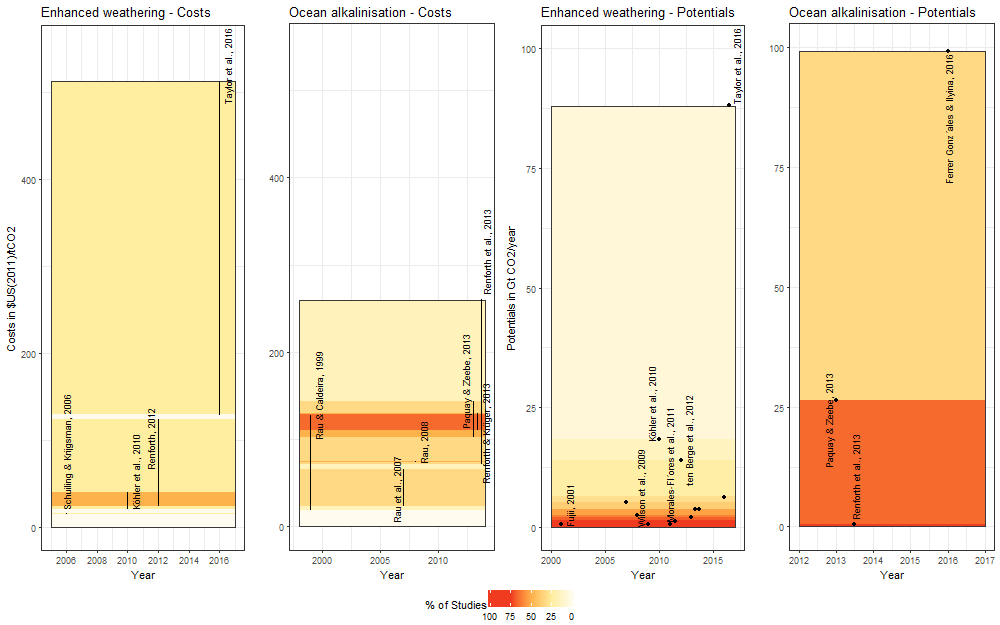 Enhanced weathering - Costs
Ocean alkalinisation - Costs
Enhanced weathering - Potentials
Ocean alkalinisation - Potentials
Costs in $US(2011)/tCO2
400
200
0
Schuiling & Krijgsman, 2006
Köhler et al., 2010
Renforth, 2012
Taylor et al., 2016
2006
2008
2010
2012
2014
2016
Year
400
200
0
Rau & Caldeira, 1999
Rau et al., 2007
Rau, 2008
Paquay & Zeebe, 2013
Renforth et al., 2013
Renforth & Kruger, 2013
2000
2005
2010
Year
Potentials in Gt CO2/year
100
75
50
25
0
Fujii, 2001
Wilson et al., 2009
Köhler et al., 2010
Morales-Flores et al., 2011
ten Berge et al., 2012
Taylor et al., 2016
2000
2005
2010
2015
Year
100
75
50
25
0
Paquay & Zeebe, 2013
Renforth et al., 2013
Ferrer Gonz´ales & Ilyina, 2016
2012
2013
2014
2015
2016
2017
Year
% of Studies
100
75
50
25
0